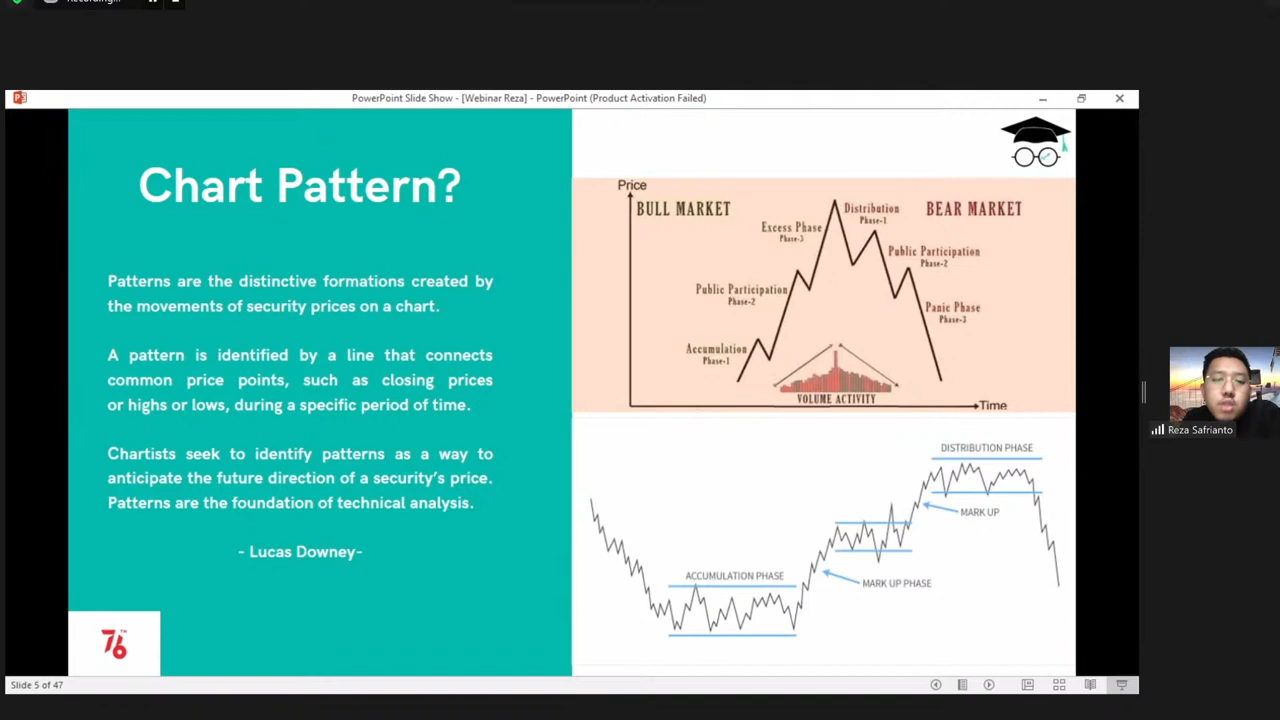 Recording...
PowerPoint Slide Show - [Webinar Reza] - PowerPoint (Product Activation Failed)
Chart Pattern?
Patterns are the distinctive formations created by
the movements of security prices on a chart.
A pattern is identified by a line that connects
common price points, such as closing prices
or highs or lows, during a specific period of time.
Chartists seek to identify patterns as a way to
anticipate the future direction of a security's price.
Patterns are the foundation of technical analysis.
- Lucas Downey-
76
Price
BULL MARKET
BEAR MARKET
Distribution
Phase-1
Excess Phase
Phase-3
Public Participation
Phase-2
Public Participation
Phase-2
Panic Phase
Phase-3
Accumulation
Phase-1
VOLUME ACTIVITY
Time
DISTRIBUTION PHASE
MARK UP
ACCUMULATION PHASE
MARK UP PHASE
Reza Safrianto
Slide 5 of 47